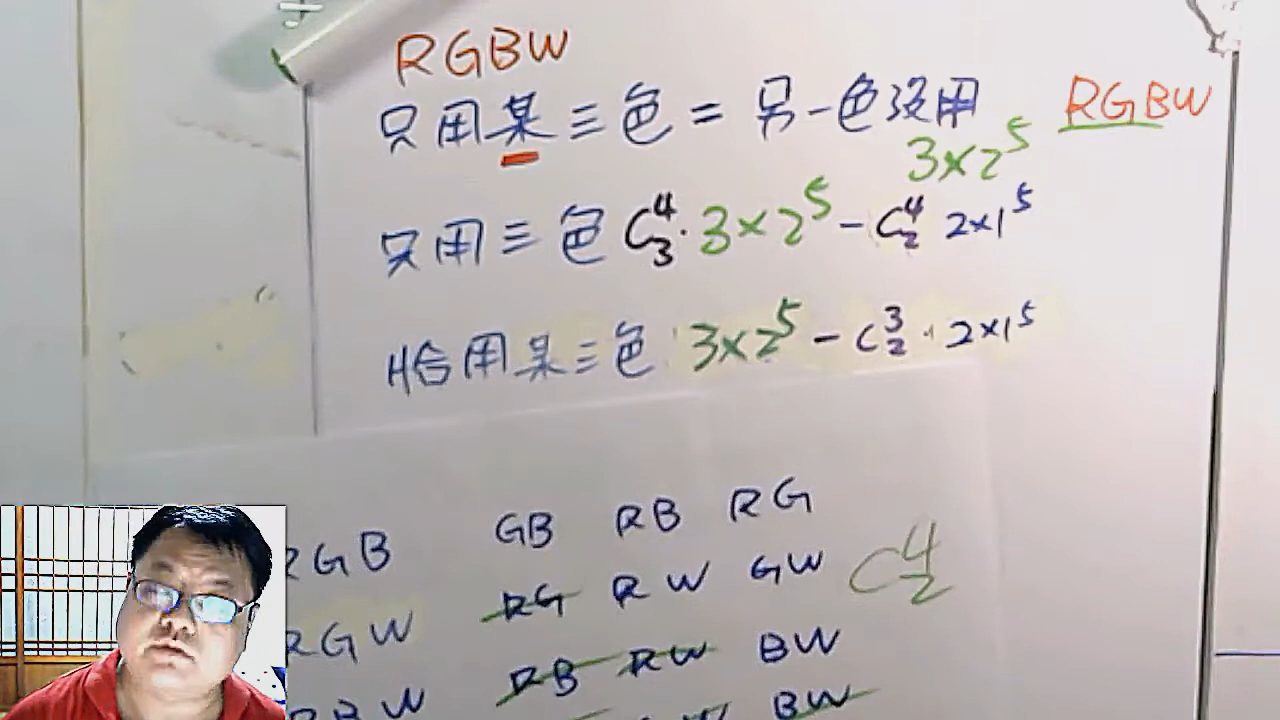 RGBW
只用某三色 = 另一色沒用 RGBW
3×2⁵
只用三色 C⁴₃·3×2⁵ − C⁴₂ 2×1⁵
恰用某三色 3×2⁵ − C³₂·2×1⁵
RGB GB RB RG
RGW RG RW GW C⁴₂
RBW RB RW BW
BW